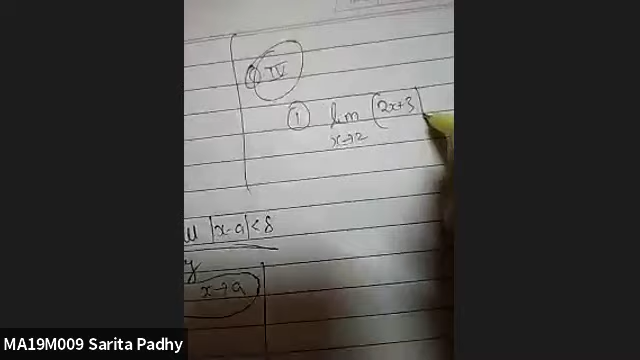 IV
① lim (2x+3)
x→2
|x-a|<δ
x→a
MA19M009 Sarita Padhy